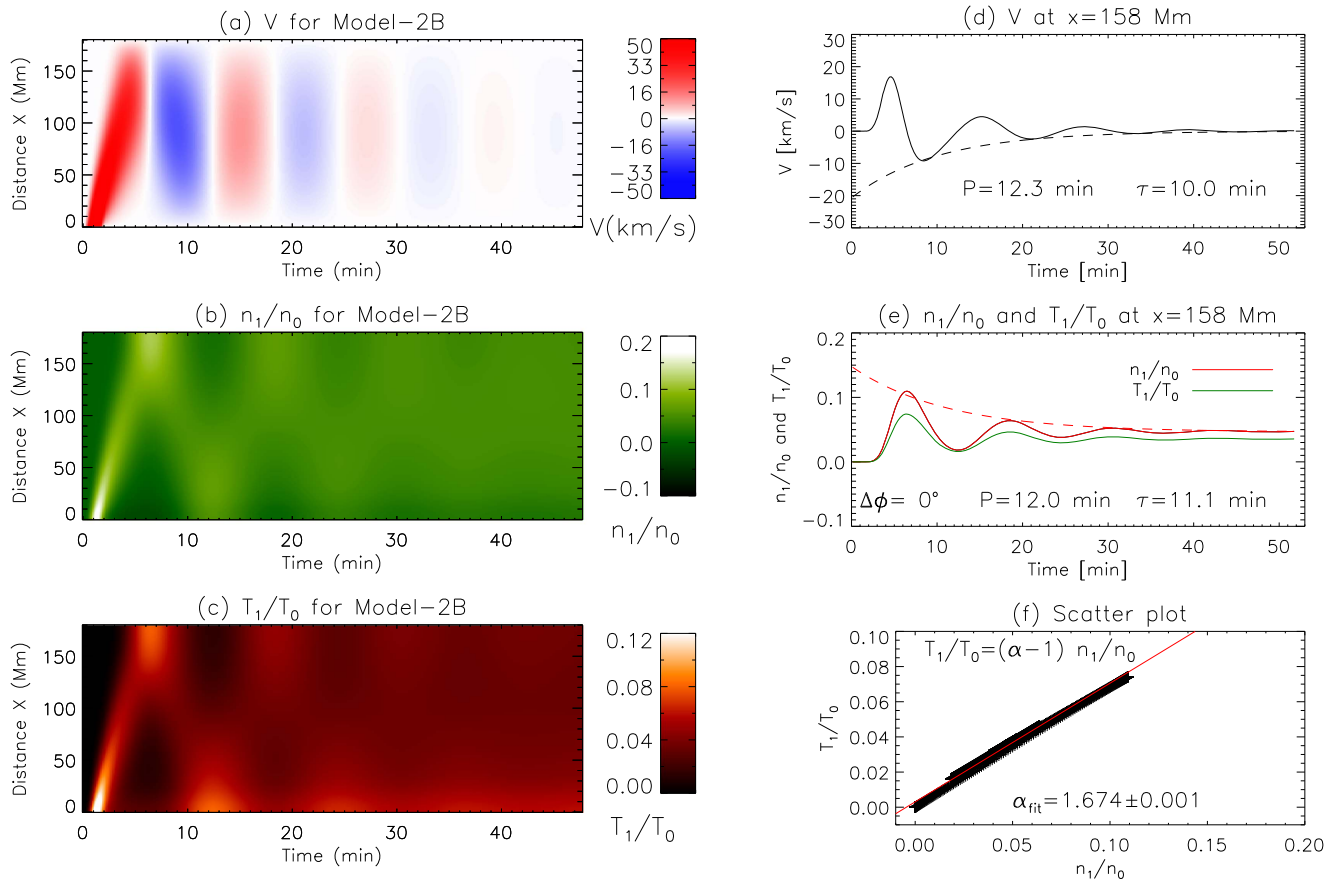 (a) V for Model-2B
Distance X (Mm)
150
100
50
0
0 10 20 30 40
Time (min)
50
33
16
0
-16
-33
-50
V(km/s)
(b) n₁/n₀ for Model-2B
Distance X (Mm)
150
100
50
0
0 10 20 30 40
Time (min)
0.2
0.1
0.0
-0.1
n₁/n₀
(c) T₁/T₀ for Model-2B
Distance X (Mm)
150
100
50
0
0 10 20 30 40
Time (min)
0.12
0.08
0.04
0.00
T₁/T₀
(d) V at x=158 Mm
V [km/s]
30
20
10
0
-10
-20
-30
P=12.3 min τ=10.0 min
0 10 20 30 40 50
Time [min]
(e) n₁/n₀ and T₁/T₀ at x=158 Mm
n₁/n₀ and T₁/T₀
0.2
0.1
0.0
-0.1
n₁/n₀
T₁/T₀
Δϕ= 0° P=12.0 min τ=11.1 min
0 10 20 30 40 50
Time [min]
(f) Scatter plot
T₁/T₀
0.10
0.08
0.06
0.04
0.02
0.00
T₁/T₀=(α-1) n₁/n₀
α_fit=1.674±0.001
0.00 0.05 0.10 0.15 0.20
n₁/n₀